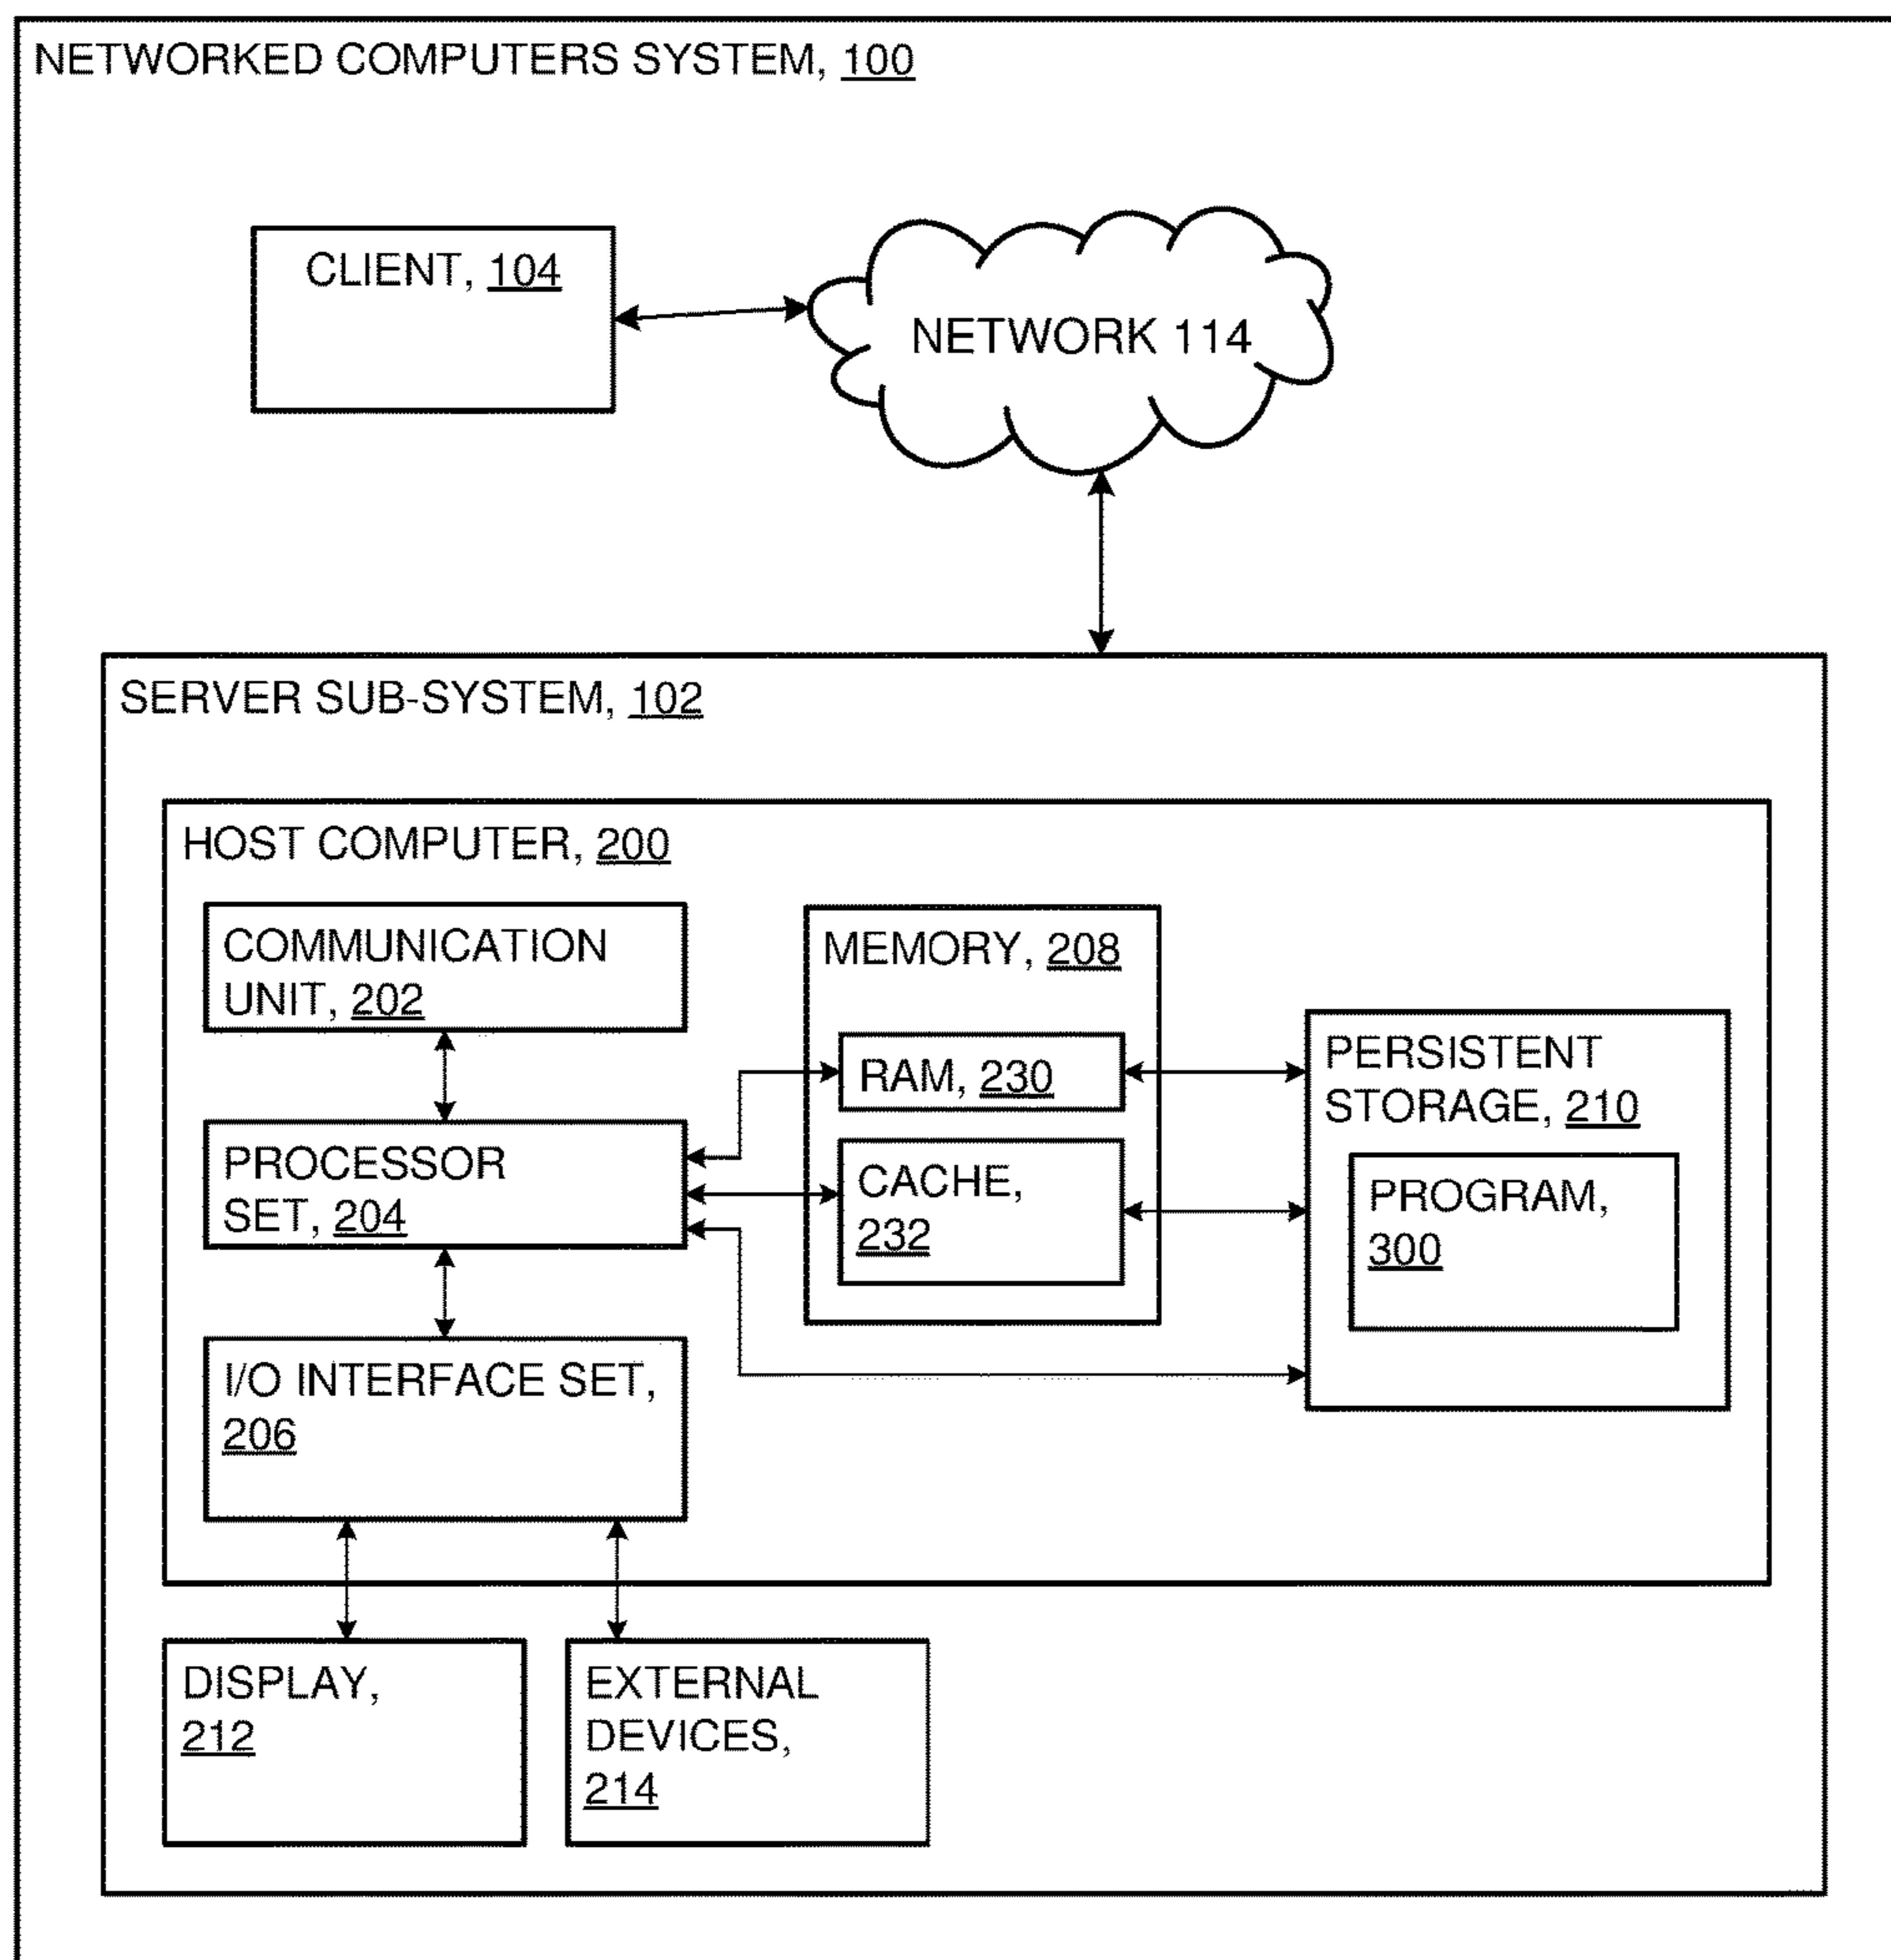 NETWORKED COMPUTERS SYSTEM, 100
CLIENT, 104
NETWORK 114
SERVER SUB-SYSTEM, 102
HOST COMPUTER, 200
COMMUNICATION
UNIT, 202
MEMORY, 208
RAM, 230
PERSISTENT
STORAGE, 210
PROCESSOR
SET, 204
CACHE,
232
PROGRAM,
300
I/O INTERFACE SET,
206
DISPLAY,
212
EXTERNAL
DEVICES,
214